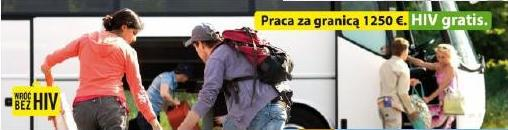 Praca za granicą 1250 €. HIV gratis.
WRÓĆ
BEZ HIV